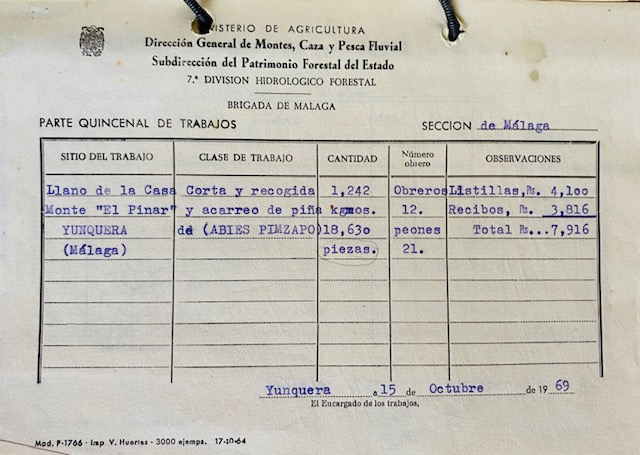 MINISTERIO DE AGRICULTURA
Dirección General de Montes, Caza y Pesca Fluvial
Subdirección del Patrimonio Forestal del Estado
7.ª DIVISION HIDROLOGICO FORESTAL
BRIGADA DE MALAGA
PARTE QUINCENAL DE TRABAJOS SECCION de Málaga
SITIO DEL TRABAJO CLASE DE TRABAJO CANTIDAD Número obrero OBSERVACIONES
Llano de la Casa Corta y recogida 1,242 Obreros Listillas, Pts. 4,100
Monte "El Pinar" y acarreo de piña kgmos. 12. Recibos, Pts. 3,816
YUNQUERA de (ABIES PIMZAPO) 18,630 peones Total Pts...7,916
(Málaga) piezas. 21.
Yunquera a 15 de Octubre de 1969
El Encargado de los trabajos,
Mod. P-1766 - Imp. V. Huertas - 3000 ejemps. 17-10-64